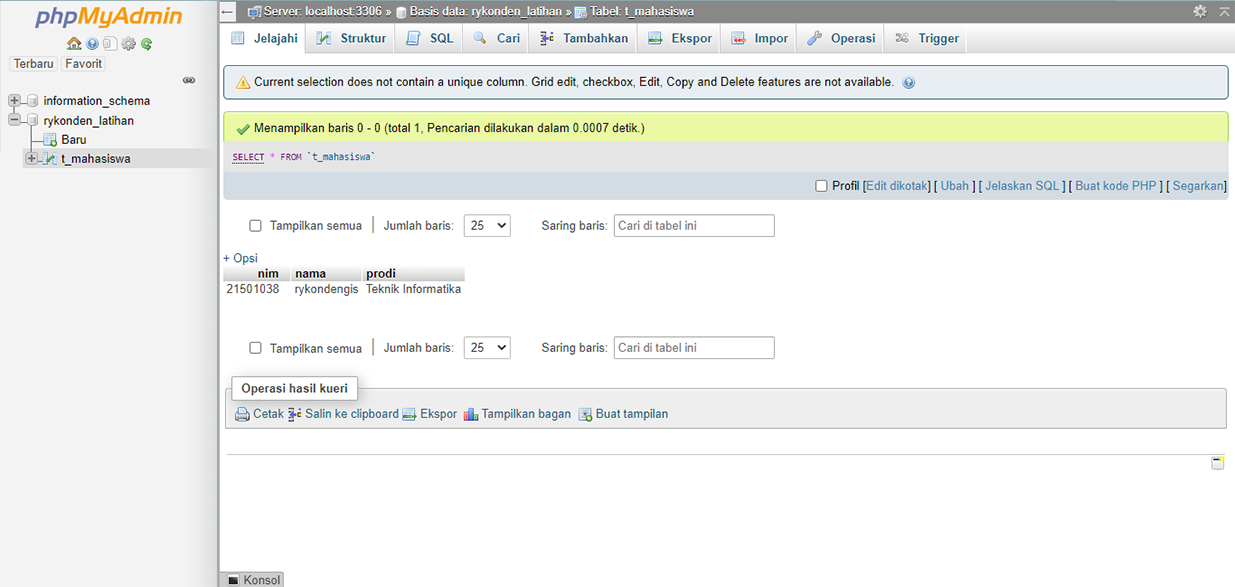 phpMyAdmin
Terbaru Favorit
information_schema
rykonden_latihan
Baru
t_mahasiswa
Server: localhost:3306 » Basis data: rykonden_latihan » Tabel: t_mahasiswa
Jelajahi Struktur SQL Cari Tambahkan Ekspor Impor Operasi Trigger
Current selection does not contain a unique column. Grid edit, checkbox, Edit, Copy and Delete features are not available.
Menampilkan baris 0 - 0 (total 1, Pencarian dilakukan dalam 0.0007 detik.)
SELECT * FROM `t_mahasiswa`
Profil [Edit dikotak] [ Ubah ] [ Jelaskan SQL ] [ Buat kode PHP ] [ Segarkan]
Tampilkan semua | Jumlah baris: 25 Saring baris: Cari di tabel ini
+ Opsi
nim nama prodi
21501038 rykondengis Teknik Informatika
Tampilkan semua | Jumlah baris: 25 Saring baris: Cari di tabel ini
Operasi hasil kueri
Cetak Salin ke clipboard Ekspor Tampilkan bagan Buat tampilan
Konsol